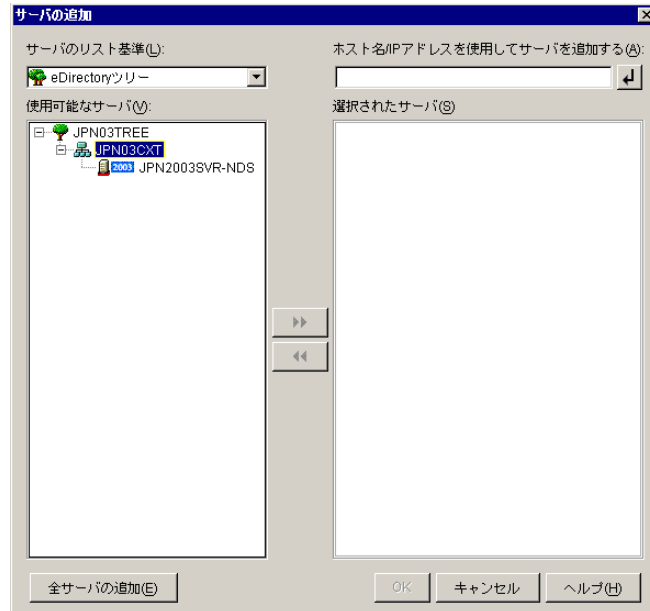 サーバの追加
サーバのリスト基準(L):
eDirectoryツリー
使用可能なサーバ(V):
JPN03TREE
JPN03CXT
2003 JPN2003SVR-NDS
全サーバの追加(E)
ホスト名/IPアドレスを使用してサーバを追加する(A):
選択されたサーバ(S)
OK
キャンセル
ヘルプ(H)